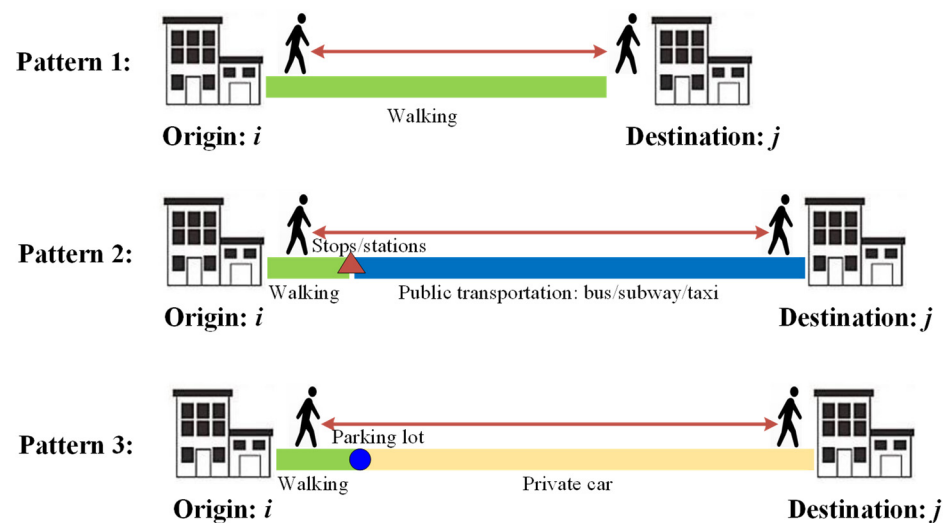 Pattern 1:
Walking
Origin: i
Destination: j
Pattern 2:
Stops/stations
Walking
Public transportation: bus/subway/taxi
Origin: i
Destination: j
Pattern 3:
Parking lot
Walking
Private car
Origin: i
Destination: j